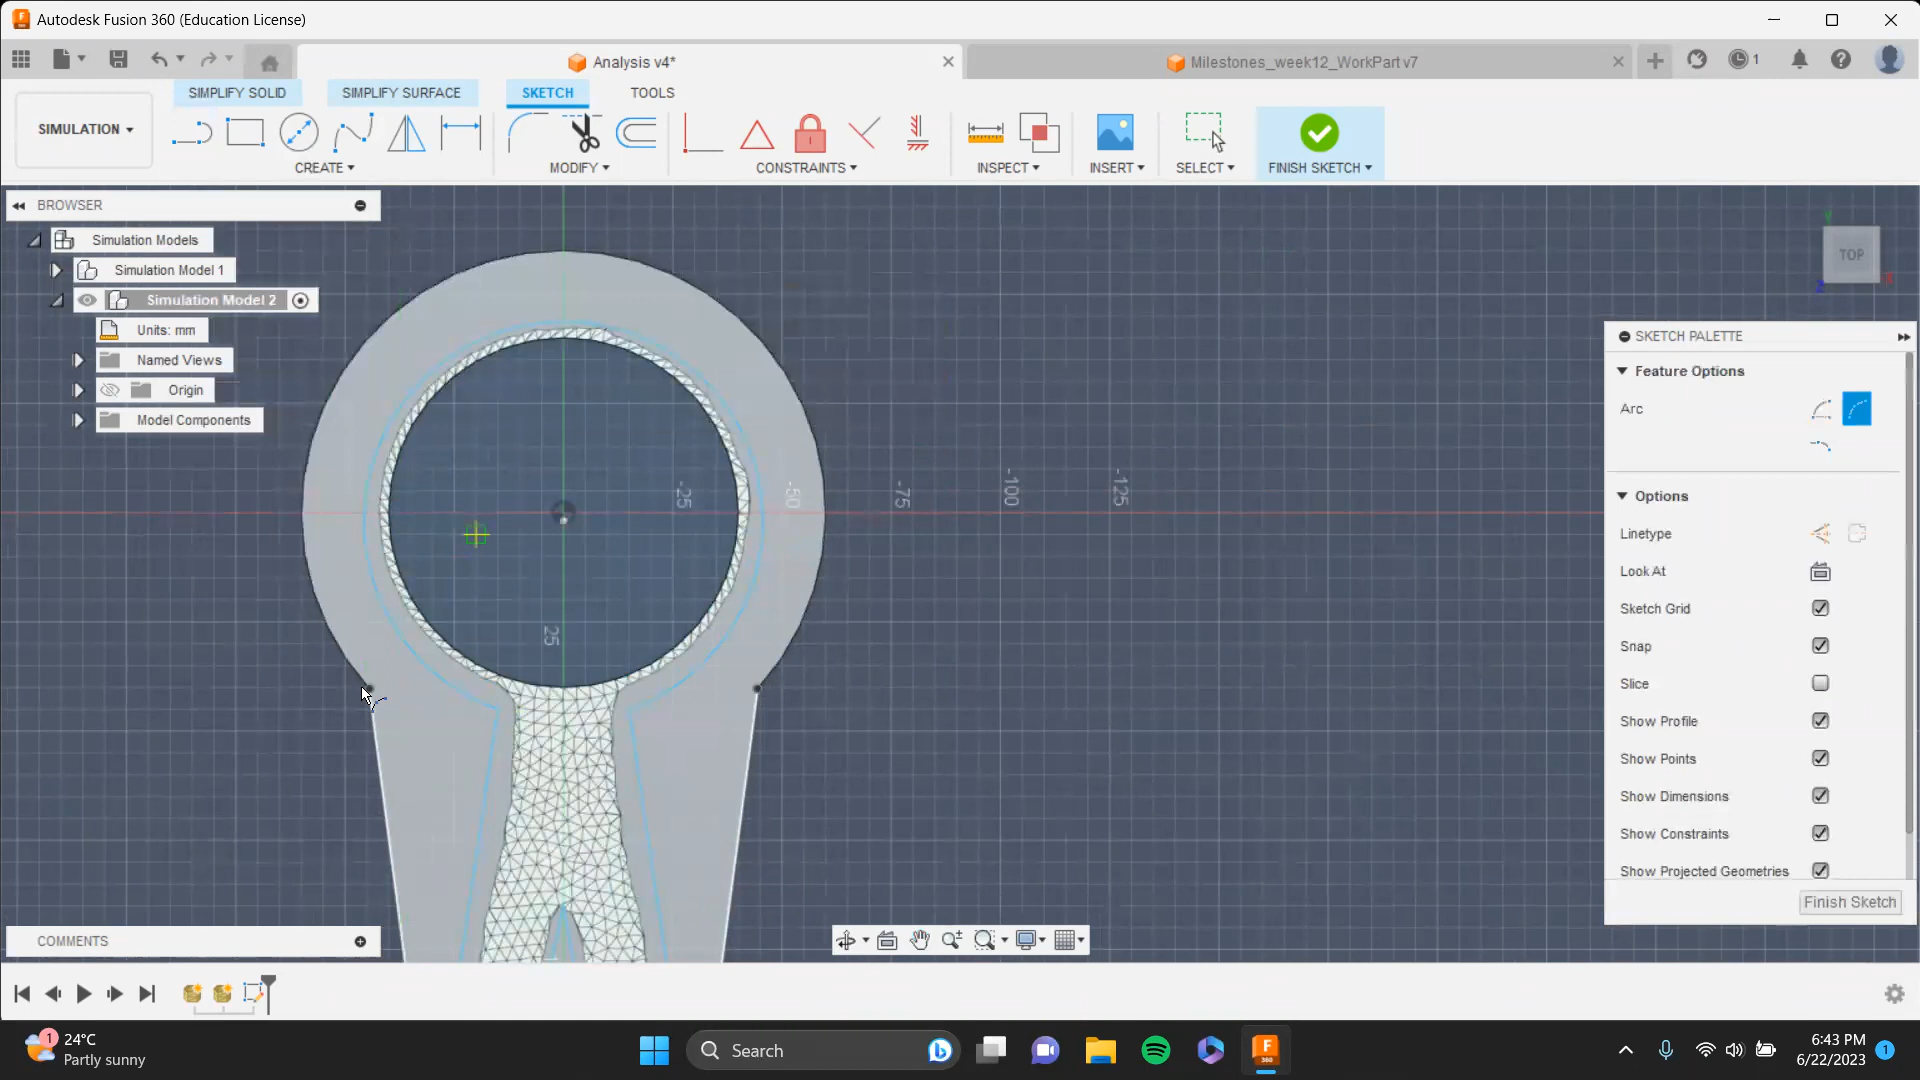 Autodesk Fusion 360 (Education License)
Analysis v4*
Milestones_week12_WorkPart v7
1
SIMPLIFY SOLID
SIMPLIFY SURFACE
SKETCH
TOOLS
SIMULATION
CREATE
MODIFY
CONSTRAINTS
INSPECT
INSERT
SELECT
FINISH SKETCH
BROWSER
Simulation Models
Simulation Model 1
Simulation Model 2
Units: mm
Named Views
Origin
Model Components
-25
-50
-75
-100
-125
25
TOP
Y
X
Z
SKETCH PALETTE
Feature Options
Arc
Options
Linetype
Look At
Sketch Grid
Snap
Slice
Show Profile
Show Points
Show Dimensions
Show Constraints
Show Projected Geometries
Finish Sketch
COMMENTS
1
24°C
Partly sunny
Search
F
360
6:43 PM
6/22/2023
1